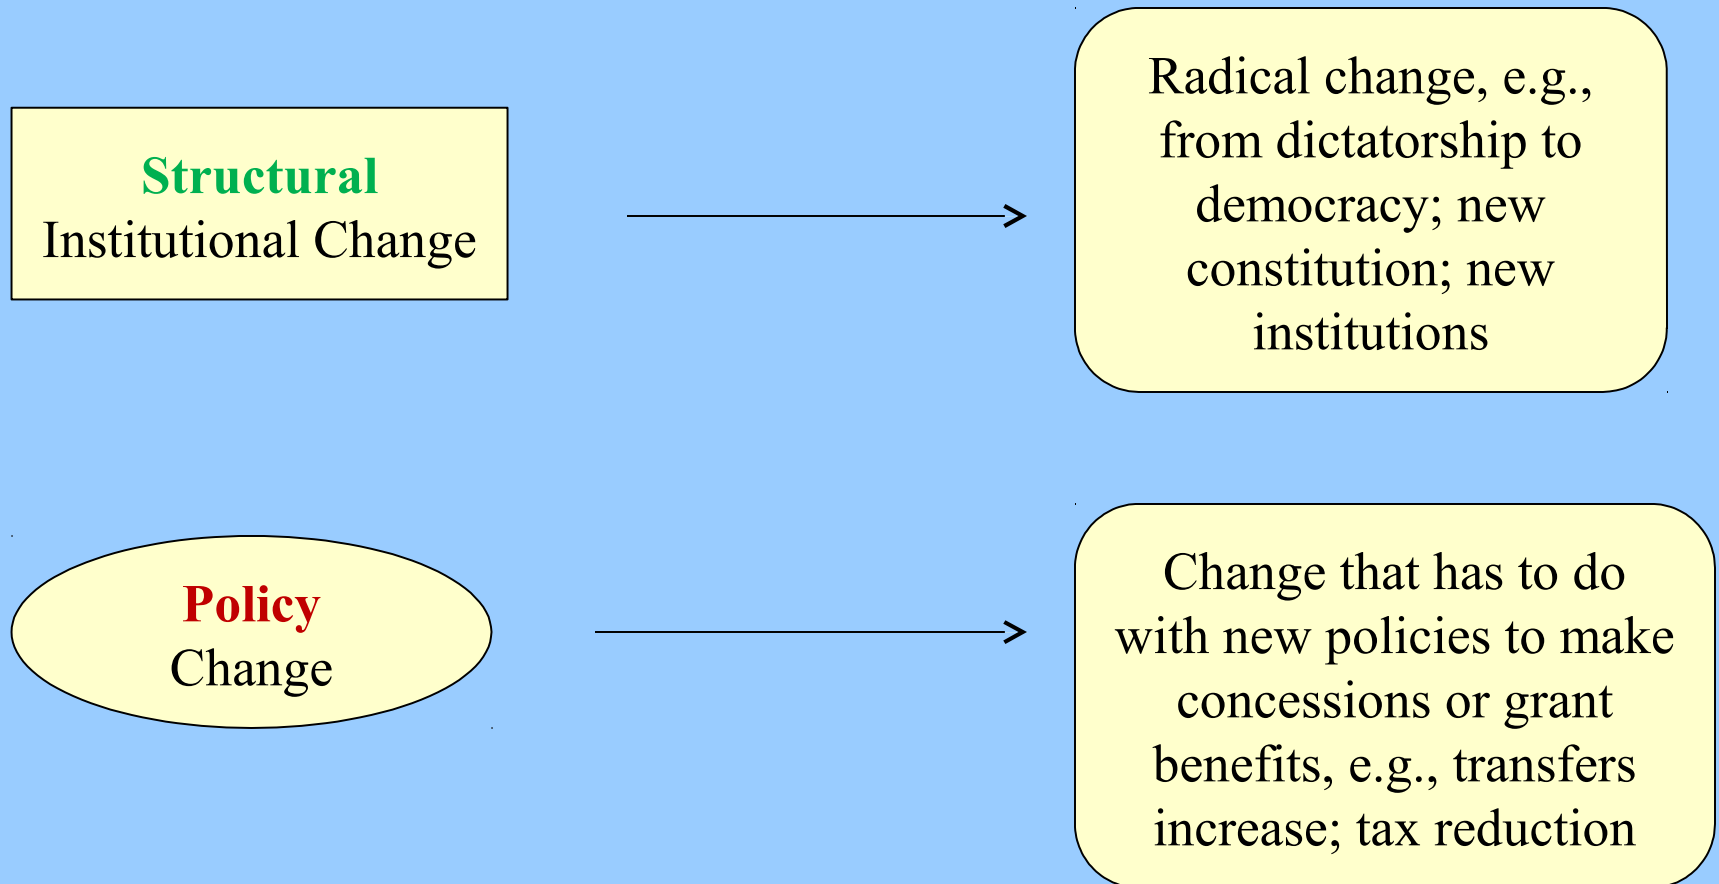 Structural
Institutional Change
Radical change, e.g.,
from dictatorship to
democracy; new
constitution; new
institutions
Policy
Change
Change that has to do
with new policies to make
concessions or grant
benefits, e.g., transfers
increase; tax reduction